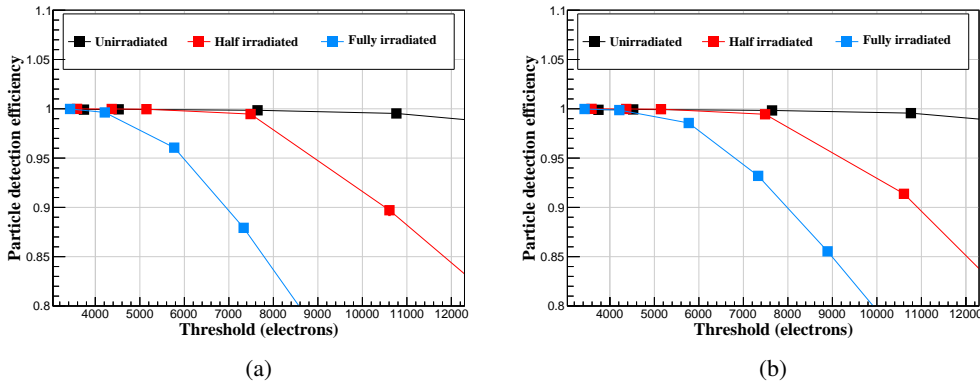 1.1
Unirradiated Half irradiated Fully irradiated
1.05
1
0.95
0.9
0.85
0.8
Particle detection efficiency
4000 5000 6000 7000 8000 9000 10000 11000 12000
Threshold (electrons)
(a)
1.1
Unirradiated Half irradiated Fully irradiated
1.05
1
0.95
0.9
0.85
0.8
Particle detection efficiency
4000 5000 6000 7000 8000 9000 10000 11000 12000
Threshold (electrons)
(b)